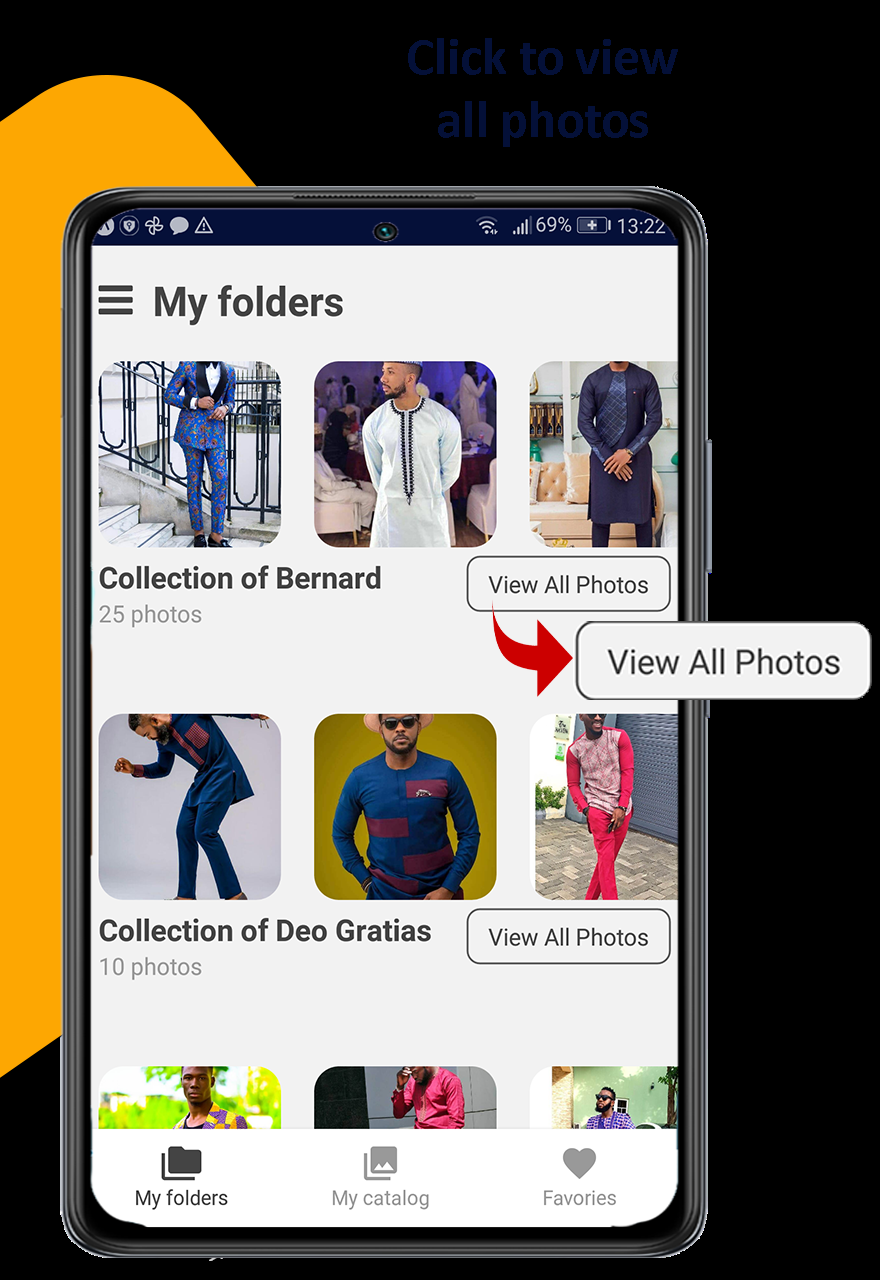 Click to view
all photos
69% 13:22
My folders
Collection of Bernard
View All Photos
25 photos
View All Photos
Collection of Deo Gratias
View All Photos
10 photos
My folders
My catalog
Favories